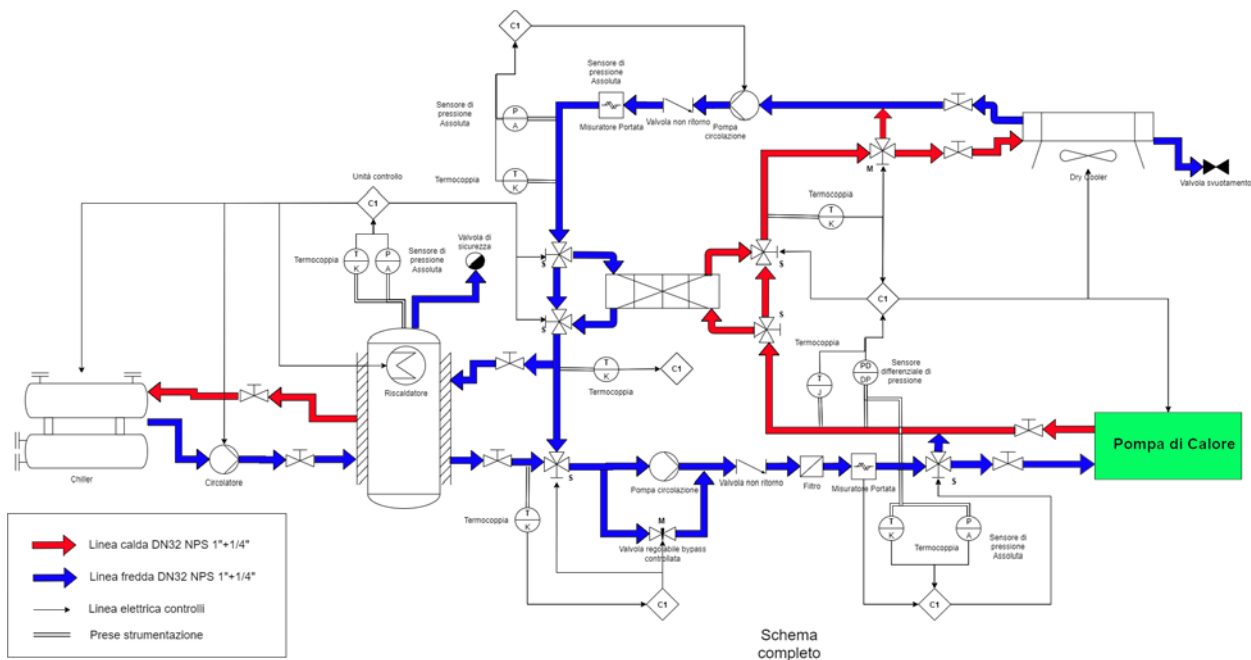 C1
C1
Sensore di
pressione
Assoluta
Sensore di
pressione
Assoluta
P
A
Misuratore Portata
Valvola non ritorno
Pompa
circolazione
M
Dry Cooler
Valvola svuotamento
Termocoppia
T
K
Unità controllo
C1
Termocoppia
T
K
Termocoppia
T
K
P
A
Sensore di
pressione
Assoluta
Valvola di
sicurezza
S
S
S
S
C1
Riscaldatore
Termocoppia
T
K
C1
Termocoppia
T
J
PD
DP
Sensore
differenziale di
pressione
Chiller
Circolatore
Pompa di Calore
S
Pompa circolazione
Valvola non ritorno
Filtro
Misuratore Portata
S
Termocoppia
T
K
M
Valvola regolabile bypass
controllata
C1
T
K
Termocoppia
P
A
Sensore di
pressione
Assoluta
C1
Linea calda DN32 NPS 1"+1/4"
Linea fredda DN32 NPS 1"+1/4"
Linea elettrica controlli
Prese strumentazione
Schema
completo